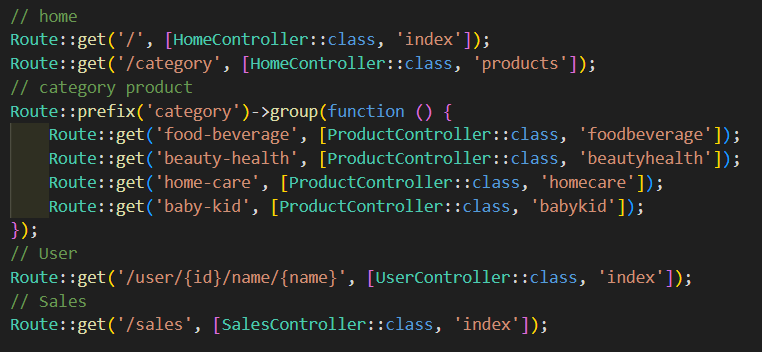 // home
Route::get('/', [HomeController::class, 'index']);
Route::get('/category', [HomeController::class, 'products']);
// category product
Route::prefix('category')->group(function () {
    Route::get('food-beverage', [ProductController::class, 'foodbeverage']);
    Route::get('beauty-health', [ProductController::class, 'beautyhealth']);
    Route::get('home-care', [ProductController::class, 'homecare']);
    Route::get('baby-kid', [ProductController::class, 'babykid']);
});
// User
Route::get('/user/{id}/name/{name}', [UserController::class, 'index']);
// Sales
Route::get('/sales', [SalesController::class, 'index']);